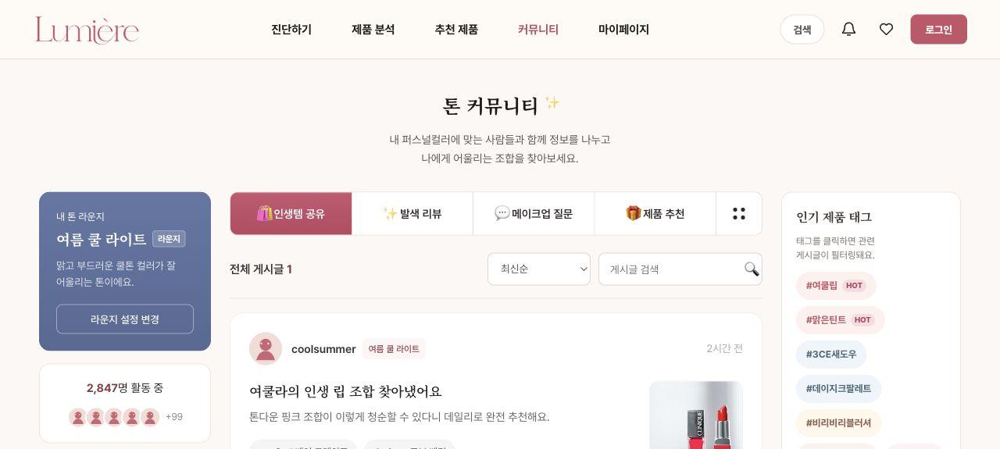 Lumière
진단하기
제품 분석
추천 제품
커뮤니티
마이페이지
검색
로그인
톤 커뮤니티
내 퍼스널컬러에 맞는 사람들과 함께 정보를 나누고
나에게 어울리는 조합을 찾아보세요.
내 톤 라운지
여름 쿨 라이트 라운지
맑고 부드러운 쿨톤 컬러가 잘
어울리는 톤이에요.
라운지 설정 변경
2,847명 활동 중
+99
인생템 공유
발색 리뷰
메이크업 질문
제품 추천
전체 게시글 1
최신순
게시글 검색
coolsummer 여름 쿨 라이트
2시간 전
여쿨라의 인생 립 조합 찾아냈어요
톤다운 핑크 조합이 이렇게 청순할 수 있다니 데일리로 완전 추천해요.
CLINIQUE
인기 제품 태그
태그를 클릭하면 관련
게시글이 필터링돼요.
#여쿨립 HOT
#맑은틴트 HOT
#3CE섀도우
#데이지크팔레트
#비리비리블러셔